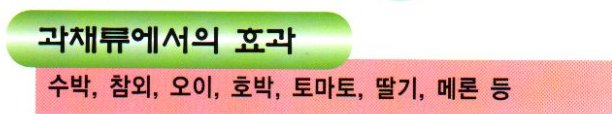 과채류에서의 효과
수박, 참외, 오이, 호박, 토마토, 딸기, 메론 등